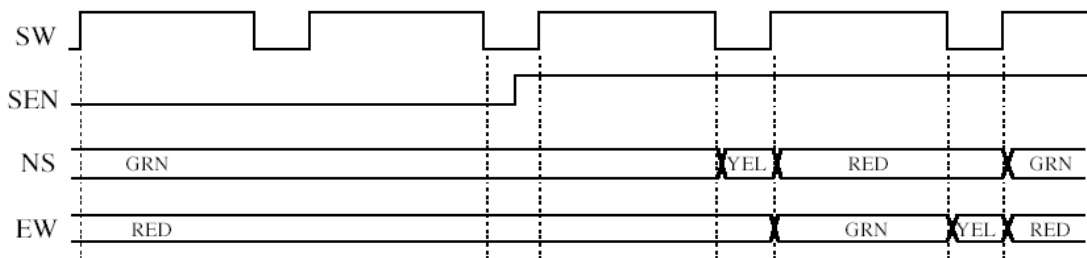 SW
SEN
NS GRN YEL RED GRN
EW RED GRN YEL RED